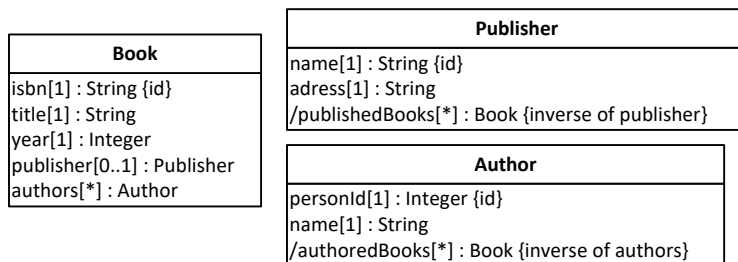 Book
isbn[1] : String {id}
title[1] : String
year[1] : Integer
publisher[0..1] : Publisher
authors[*] : Author
Publisher
name[1] : String {id}
adress[1] : String
/publishedBooks[*] : Book {inverse of publisher}
Author
personId[1] : Integer {id}
name[1] : String
/authoredBooks[*] : Book {inverse of authors}